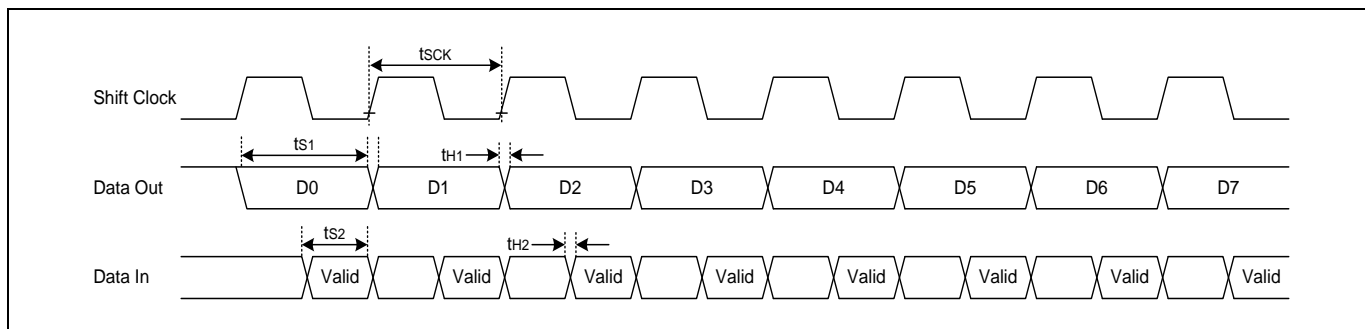 tSCK
Shift Clock
tS1
tH1
Data Out
D0 D1 D2 D3 D4 D5 D6 D7
tS2
tH2
Data In
Valid Valid Valid Valid Valid Valid Valid Valid